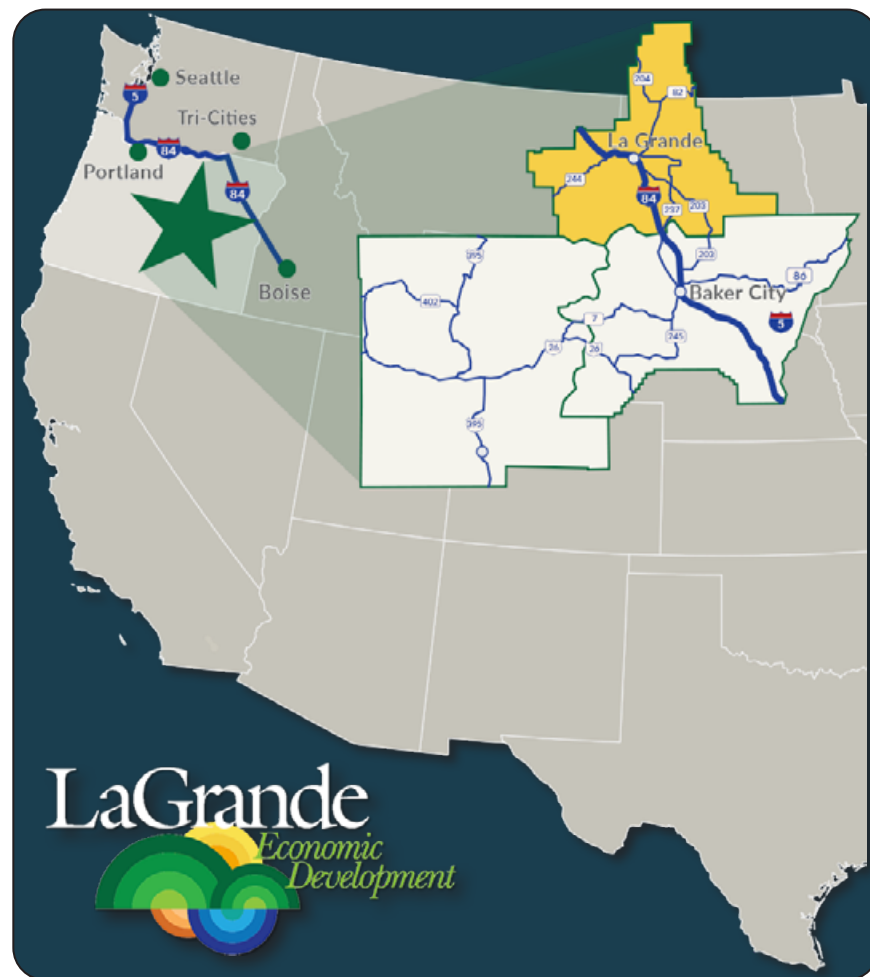 Seattle
5
Tri-Cities
Portland
84
84
Boise
204
82
La Grande
244
84
237
203
203
395
86
Baker City
402
7
5
245
26
26
395
LaGrande
Economic
Development